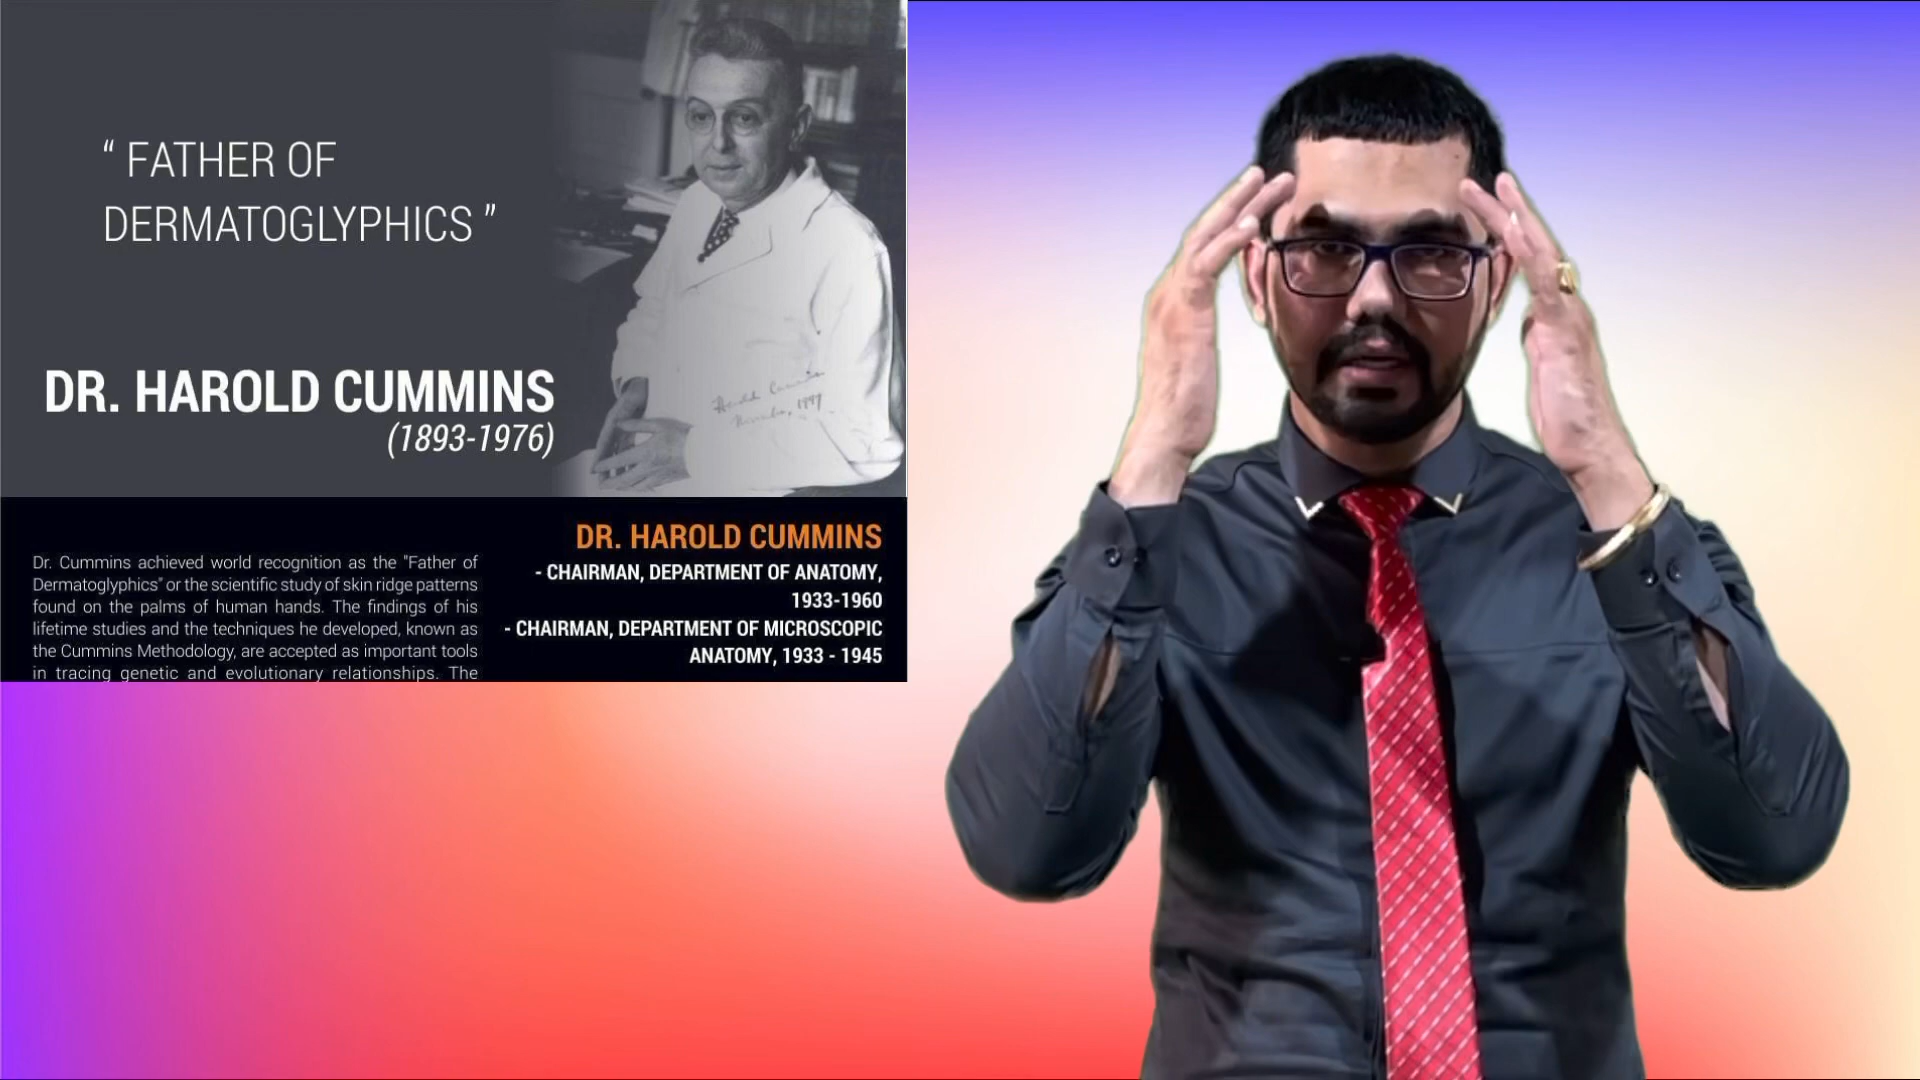 “ FATHER OF
DERMATOGLYPHICS ”
DR. HAROLD CUMMINS
(1893-1976)
Dr. Cummins achieved world recognition as the "Father of
Dermatoglyphics" or the scientific study of skin ridge patterns
found on the palms of human hands. The findings of his
lifetime studies and the techniques he developed, known as
the Cummins Methodology, are accepted as important tools
in tracing genetic and evolutionary relationships. The
DR. HAROLD CUMMINS
- CHAIRMAN, DEPARTMENT OF ANATOMY,
1933-1960
- CHAIRMAN, DEPARTMENT OF MICROSCOPIC
ANATOMY, 1933 - 1945